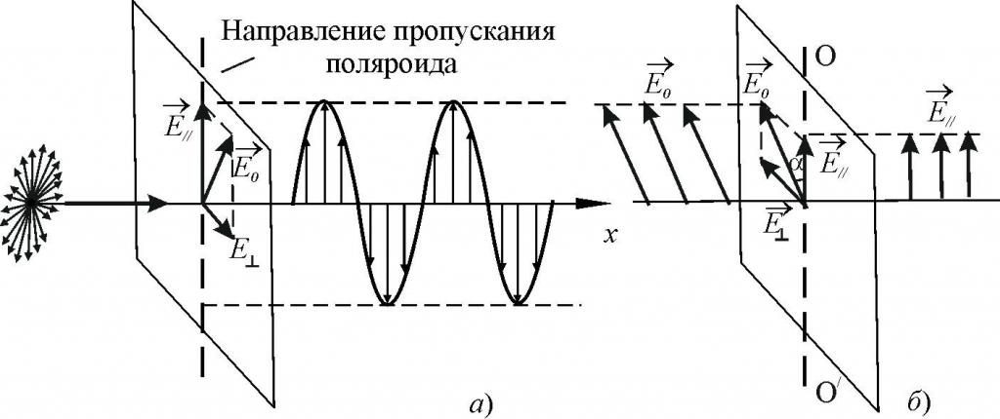 Направление пропускания
поляроида
E//
E0
E⊥
x
а)
E0
E0
O
E//
α
E//
E⊥
O/
б)